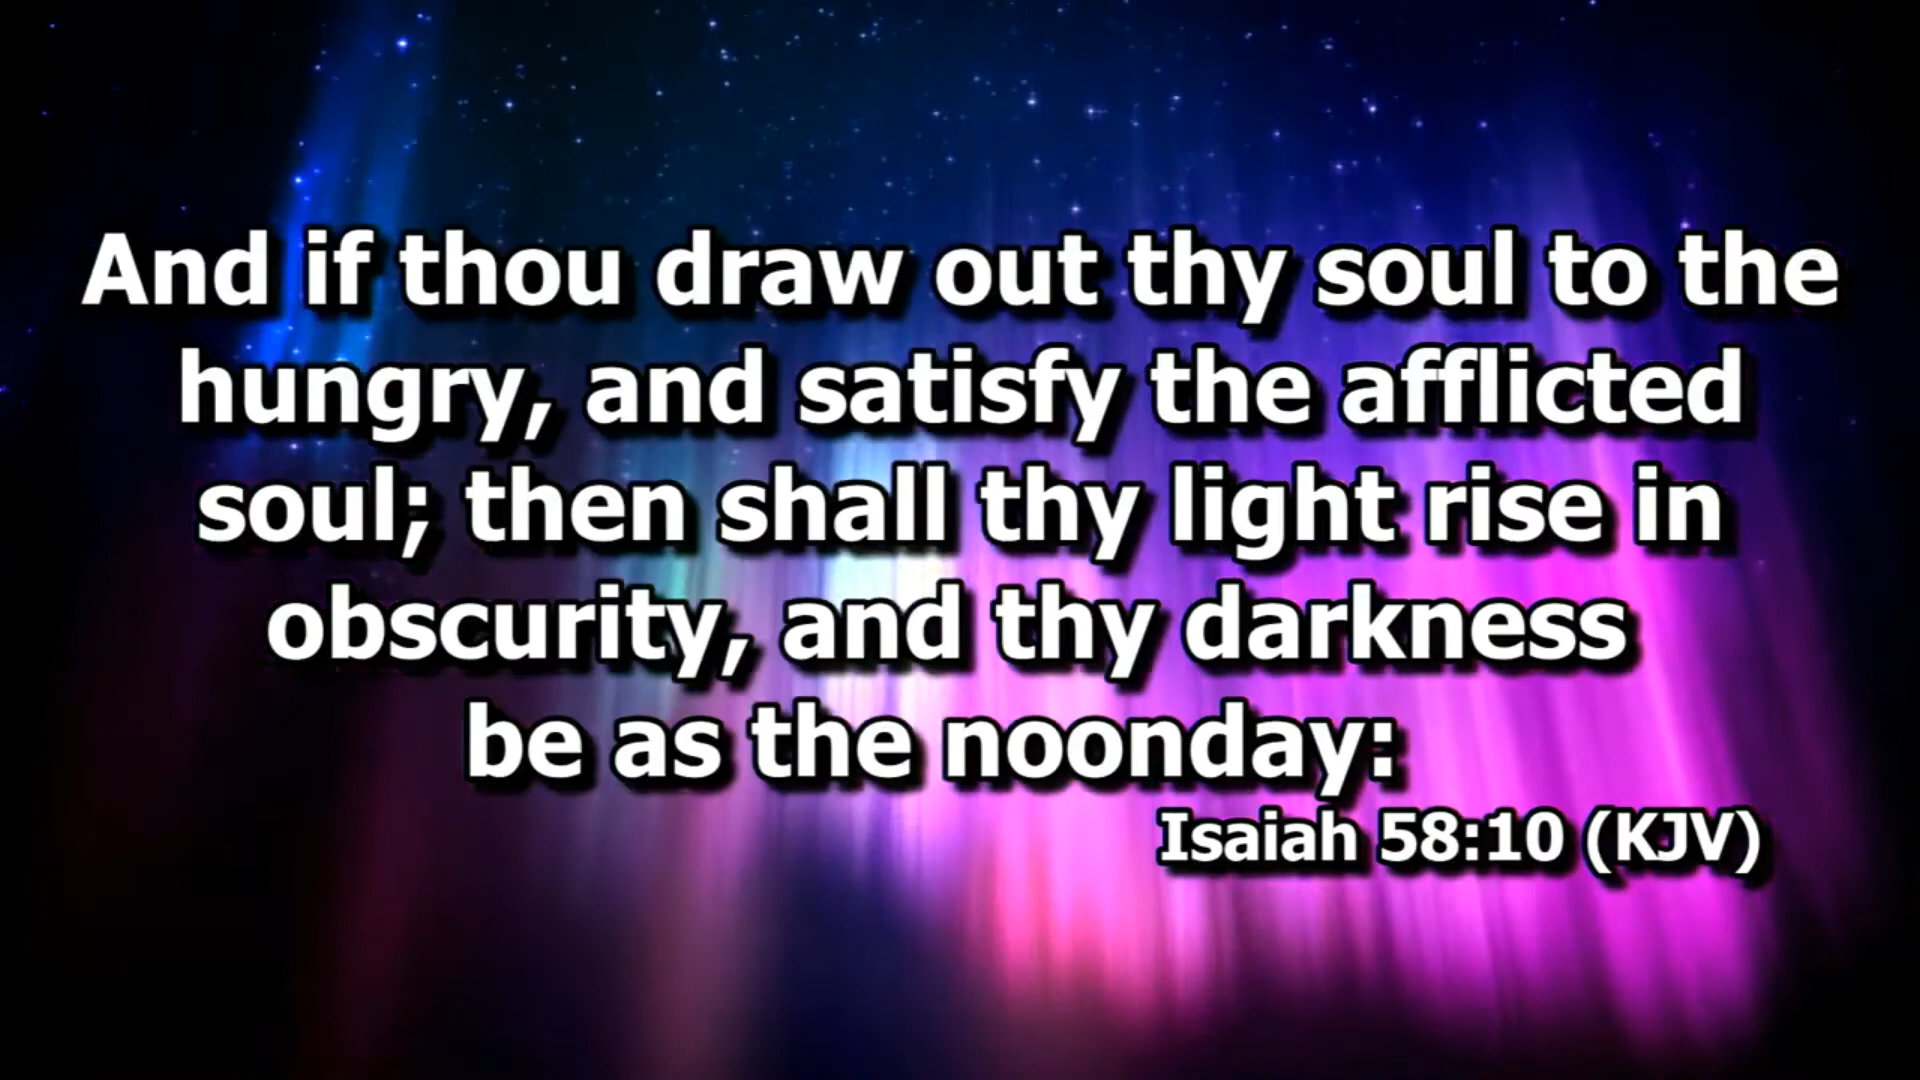 And if thou draw out thy soul to the
hungry, and satisfy the afflicted
soul; then shall thy light rise in
obscurity, and thy darkness
be as the noonday:
Isaiah 58:10 (KJV)